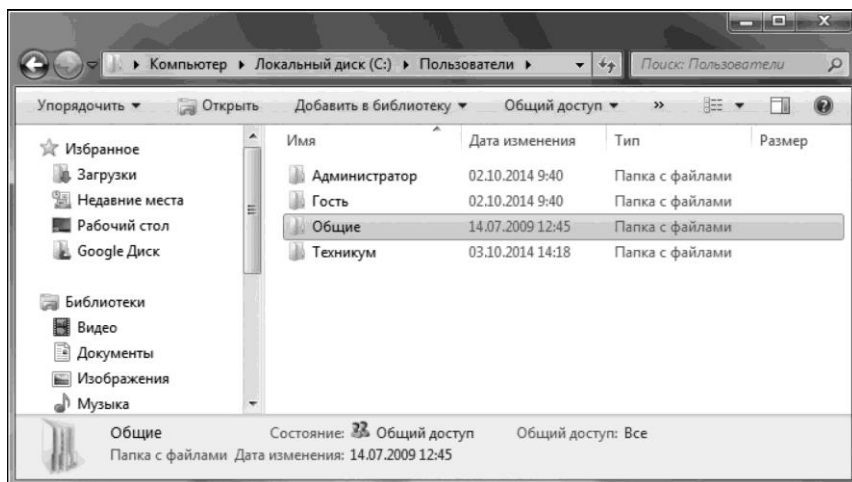 Компьютер Локальный диск (C:) Пользователи Поиск: Пользователи
Упорядочить Открыть Добавить в библиотеку Общий доступ »
Избранное
Загрузки
Недавние места
Рабочий стол
Google Диск
Библиотеки
Видео
Документы
Изображения
Музыка
Имя Дата изменения Тип Размер
Администратор 02.10.2014 9:40 Папка с файлами
Гость 02.10.2014 9:40 Папка с файлами
Общие 14.07.2009 12:45 Папка с файлами
Техникум 03.10.2014 14:18 Папка с файлами
Общие Состояние: Общий доступ Общий доступ: Все
Папка с файлами Дата изменения: 14.07.2009 12:45